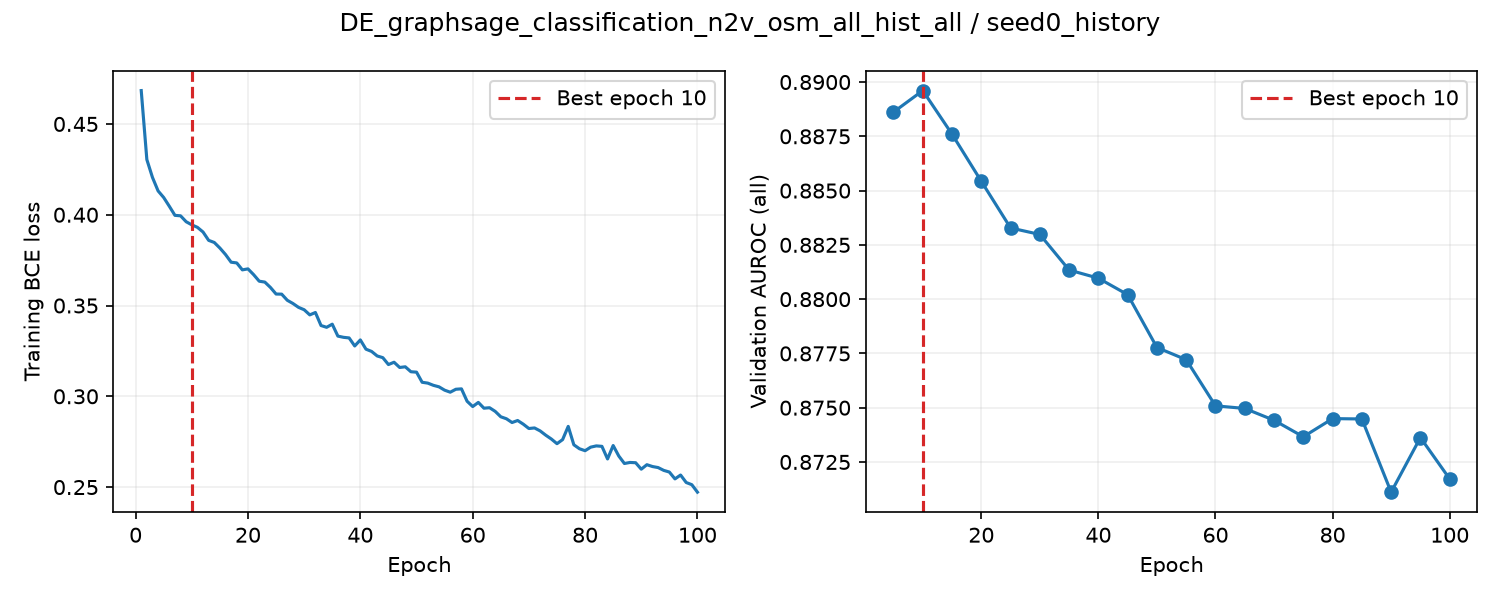 DE_graphsage_classification_n2v_osm_all_hist_all / seed0_history
Training BCE loss
0.45
0.40
0.35
0.30
0.25
Best epoch 10
0 20 40 60 80 100
Epoch
Validation AUROC (all)
0.8900
0.8875
0.8850
0.8825
0.8800
0.8775
0.8750
0.8725
Best epoch 10
20 40 60 80 100
Epoch